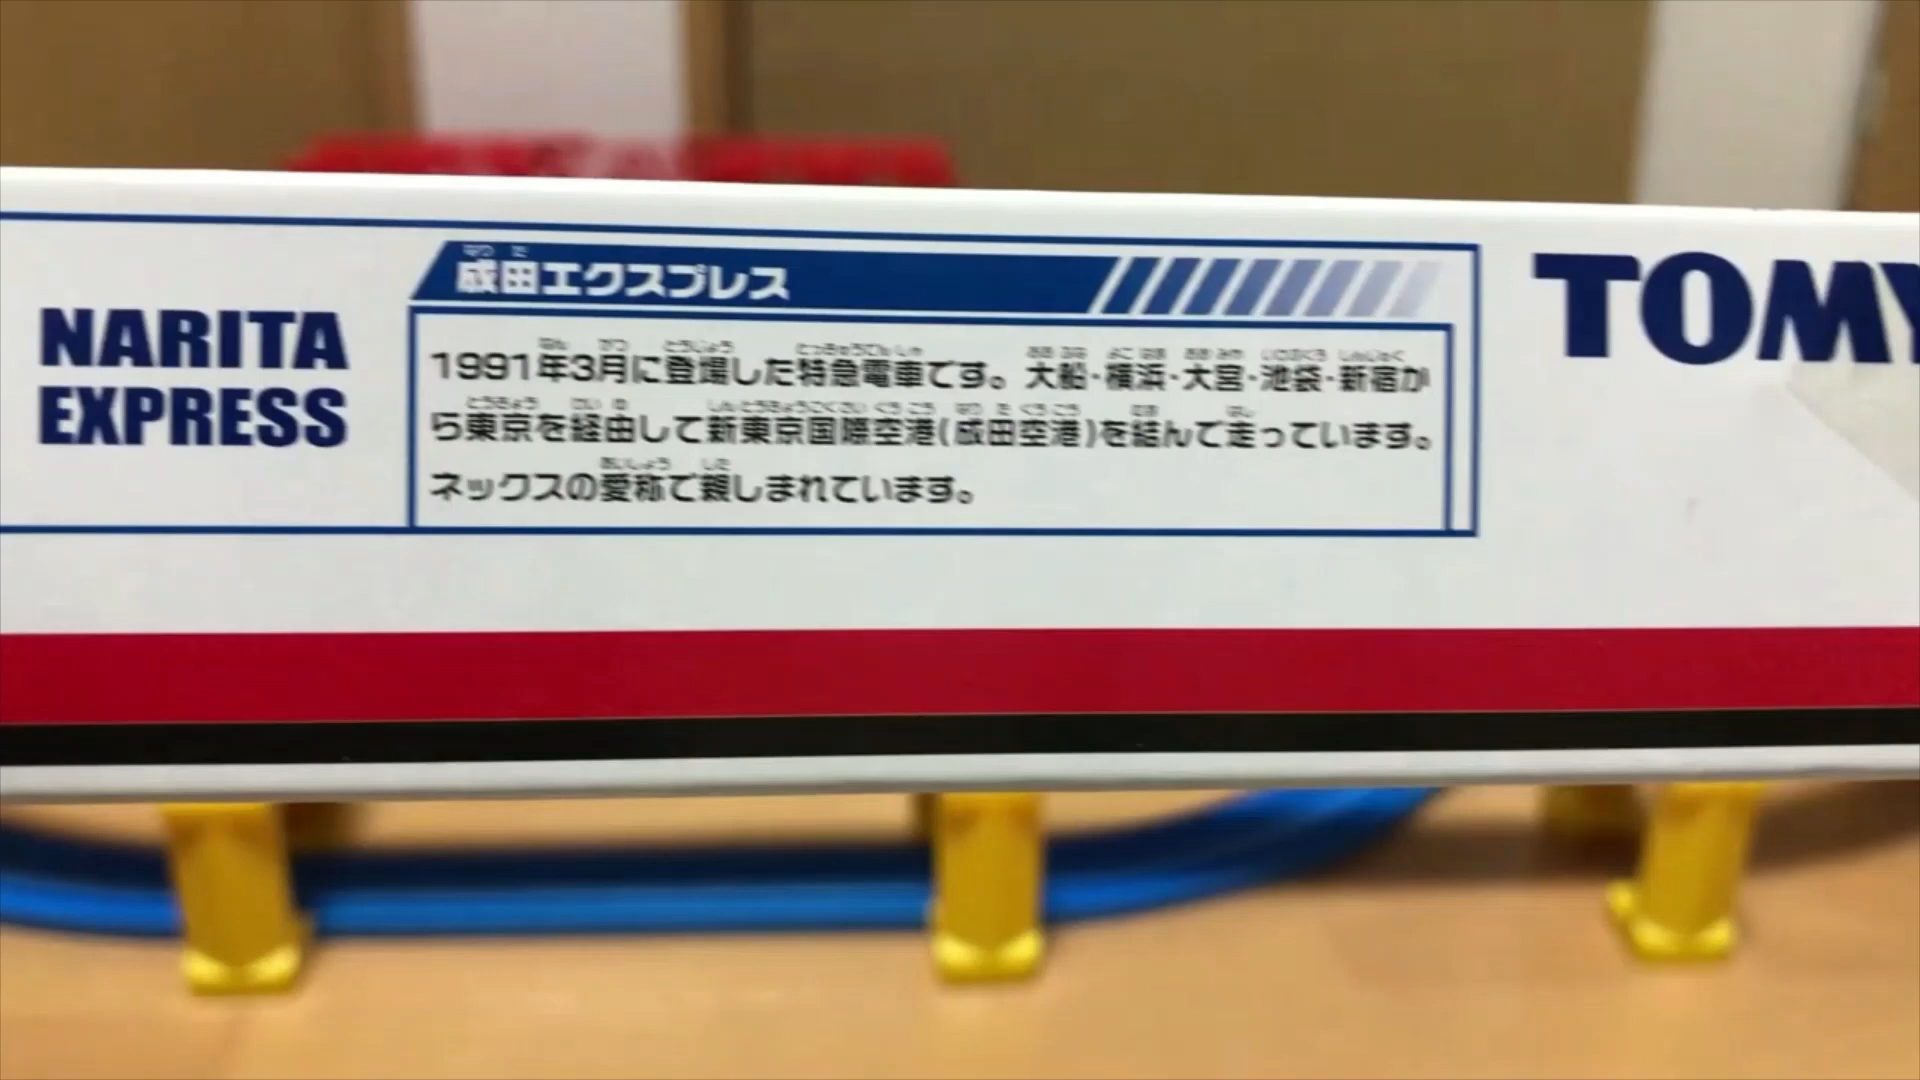 NARITA
EXPRESS
成田エクスプレス
1991年3月に登場した特急電車です。大船・横浜・大宮・池袋・新宿か
ら東京を経由して新東京国際空港(成田空港)を結んで走っています。
ネックスの愛称で親しまれています。
TOMY